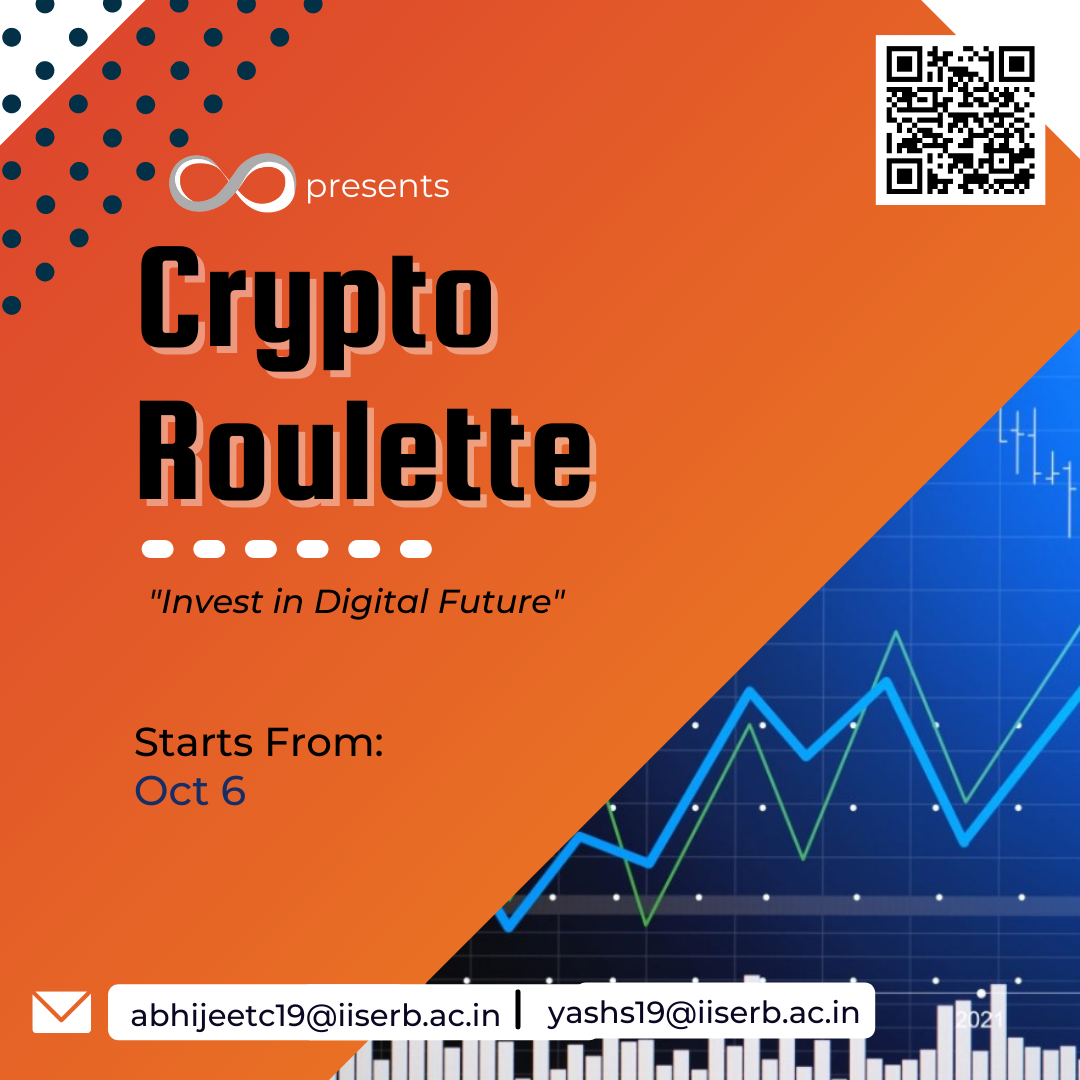 presents
Crypto
Roulette
"Invest in Digital Future"
Starts From:
Oct 6
abhijeetc19@iiserb.ac.in | yashs19@iiserb.ac.in
2021